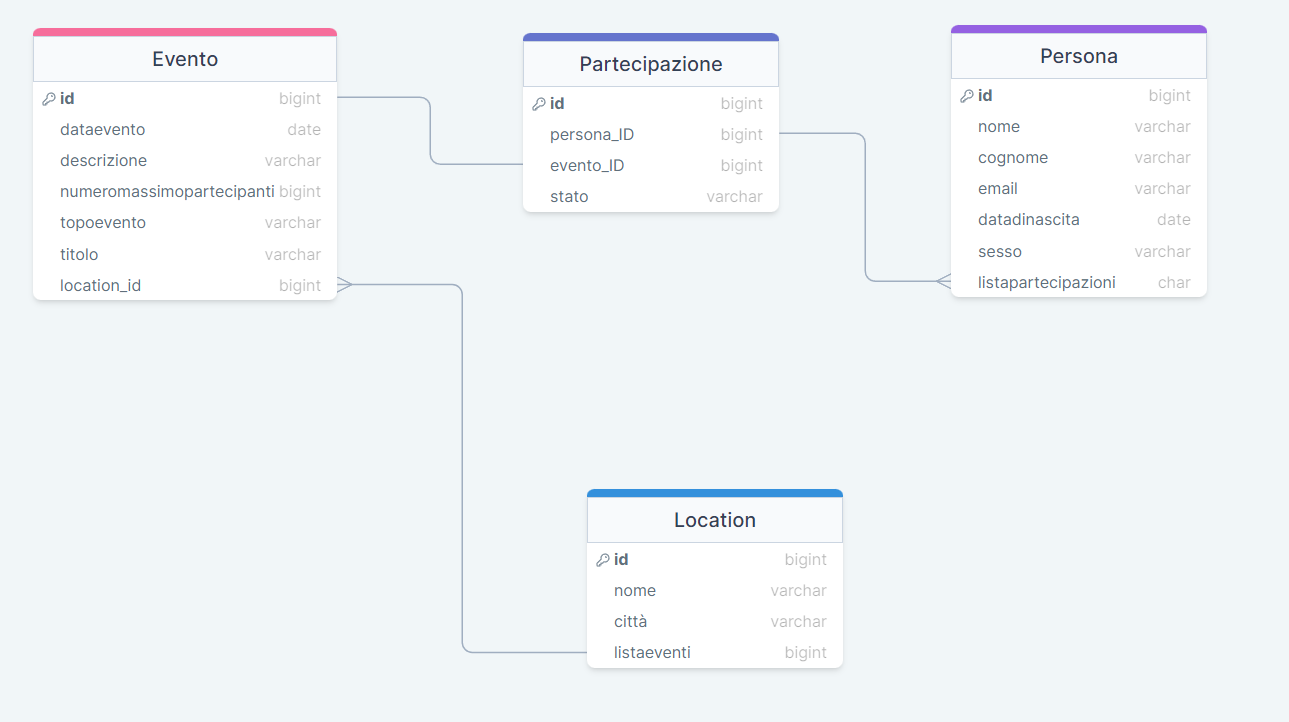 Evento
id bigint
dataevento date
descrizione varchar
numeromassimopartecipanti bigint
topoevento varchar
titolo varchar
location_id bigint
Partecipazione
id bigint
persona_ID bigint
evento_ID bigint
stato varchar
Persona
id bigint
nome varchar
cognome varchar
email varchar
datadinascita date
sesso varchar
listapartecipazioni char
Location
id bigint
nome varchar
città varchar
listaeventi bigint